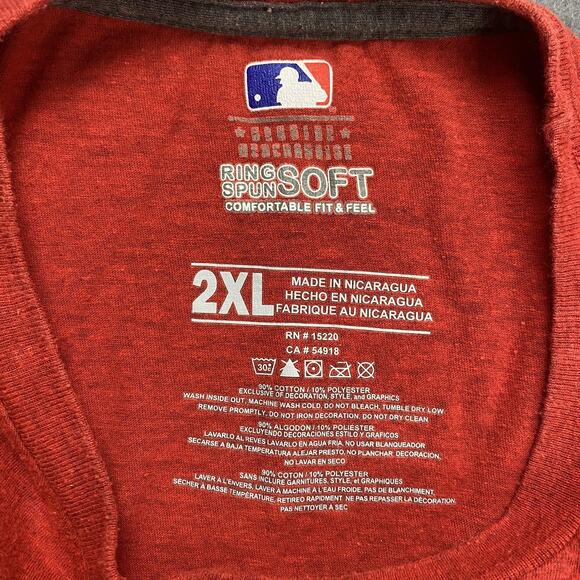 ★ GENUINE ★
MERCHANDISE
RING SPUN SOFT
COMFORTABLE FIT & FEEL
2XL
MADE IN NICARAGUA
HECHO EN NICARAGUA
FABRIQUE AU NICARAGUA
RN # 15220
CA # 54918
30
90% COTTON / 10% POLYESTER
EXCLUSIVE OF DECORATION, STYLE, and GRAPHICS
WASH INSIDE OUT, MACHINE WASH COLD, DO NOT BLEACH, TUMBLE DRY LOW
REMOVE PROMPTLY, DO NOT IRON DECORATION, DO NOT DRY CLEAN
90% ALGODON / 10% POLIESTER
EXCLUYENDO DECORACIONES ESTILO Y GRAFICOS
LAVARLO AL REVES LAVARLO EN AGUA FRIA, NO USAR BLANQUEADOR
SECARSE A BAJA TEMPERATURA ALEJAR PRESTO, NO PLANCHAR, DECORACION,
NO LAVAR EN SECO
90% COTTON / 10% POLYESTER
SANS INCLURE GARNITURES, STYLE, et GRAPHIQUES
LAVER À L'ENVERS, LAVER À MACHINE À L'EAU FROIDE, PAS DE BLANCHIMENT,
SÉCHER À BASSE TEMPÉRATURE, ENLEVER RAPIDEMENT, NE PAS REPASSER LA DÉCORATION,
PAS NETTOYER À SEC